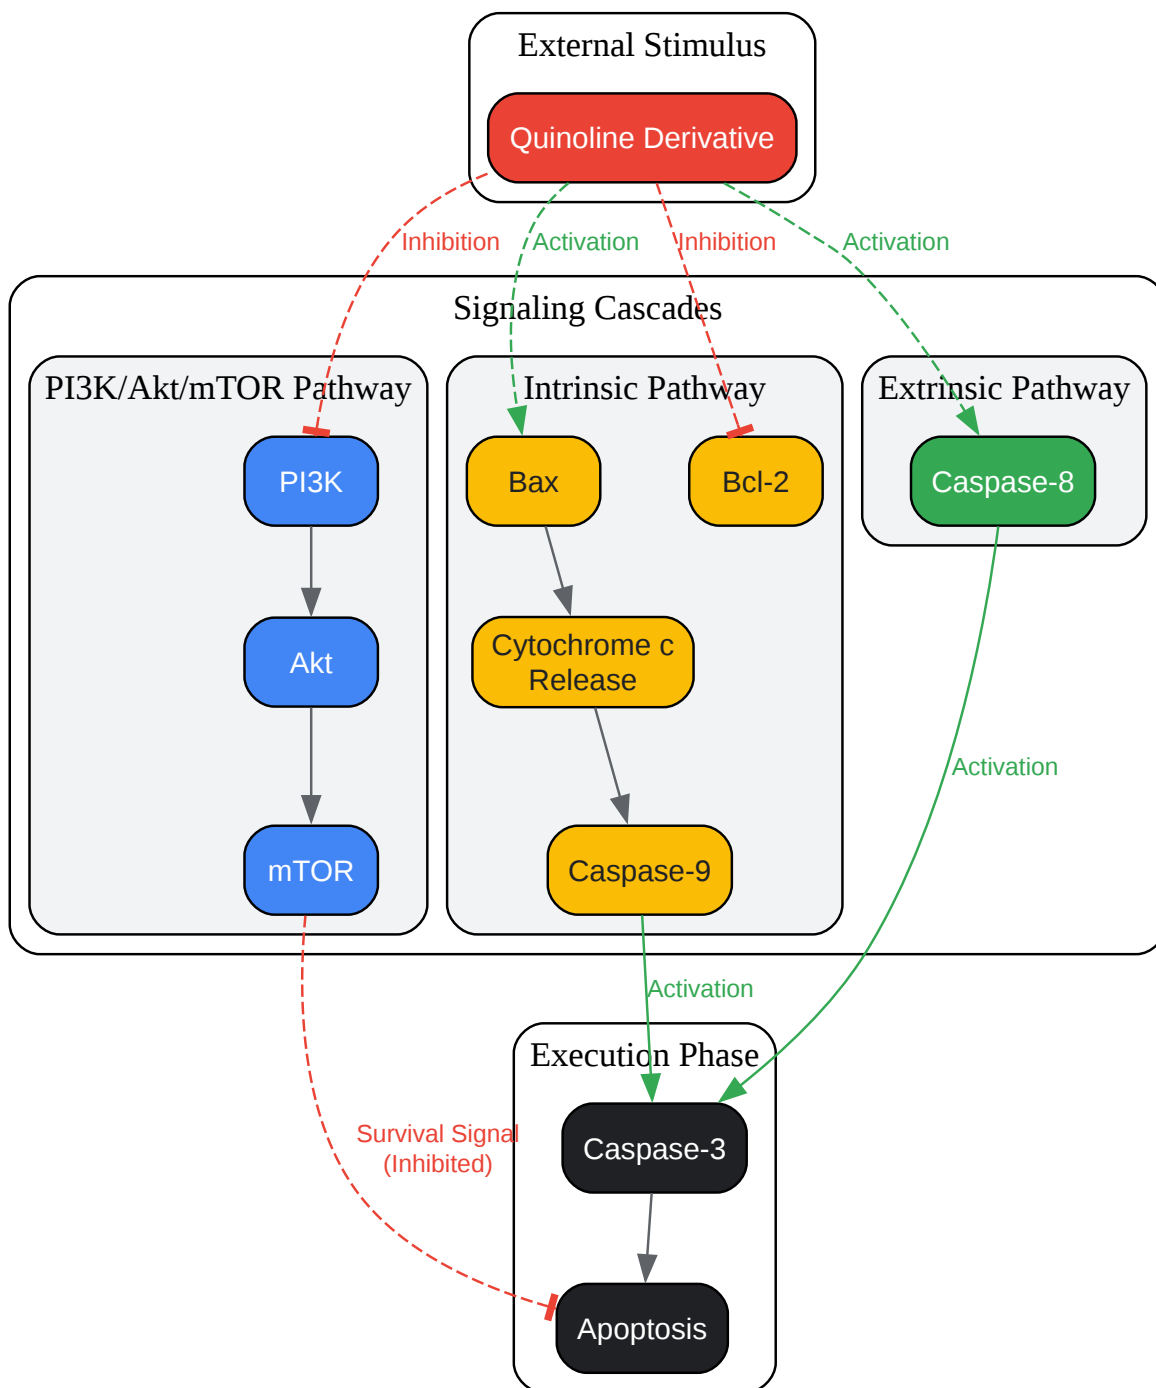 External Stimulus
Quinoline Derivative
Inhibition
Activation
Inhibition
Activation
Signaling Cascades
PI3K/Akt/mTOR Pathway
Intrinsic Pathway
Extrinsic Pathway
PI3K
Bax
Bcl-2
Caspase-8
Akt
Cytochrome c
Release
Activation
mTOR
Caspase-9
Activation
Execution Phase
Survival Signal
(Inhibited)
Caspase-3
Apoptosis